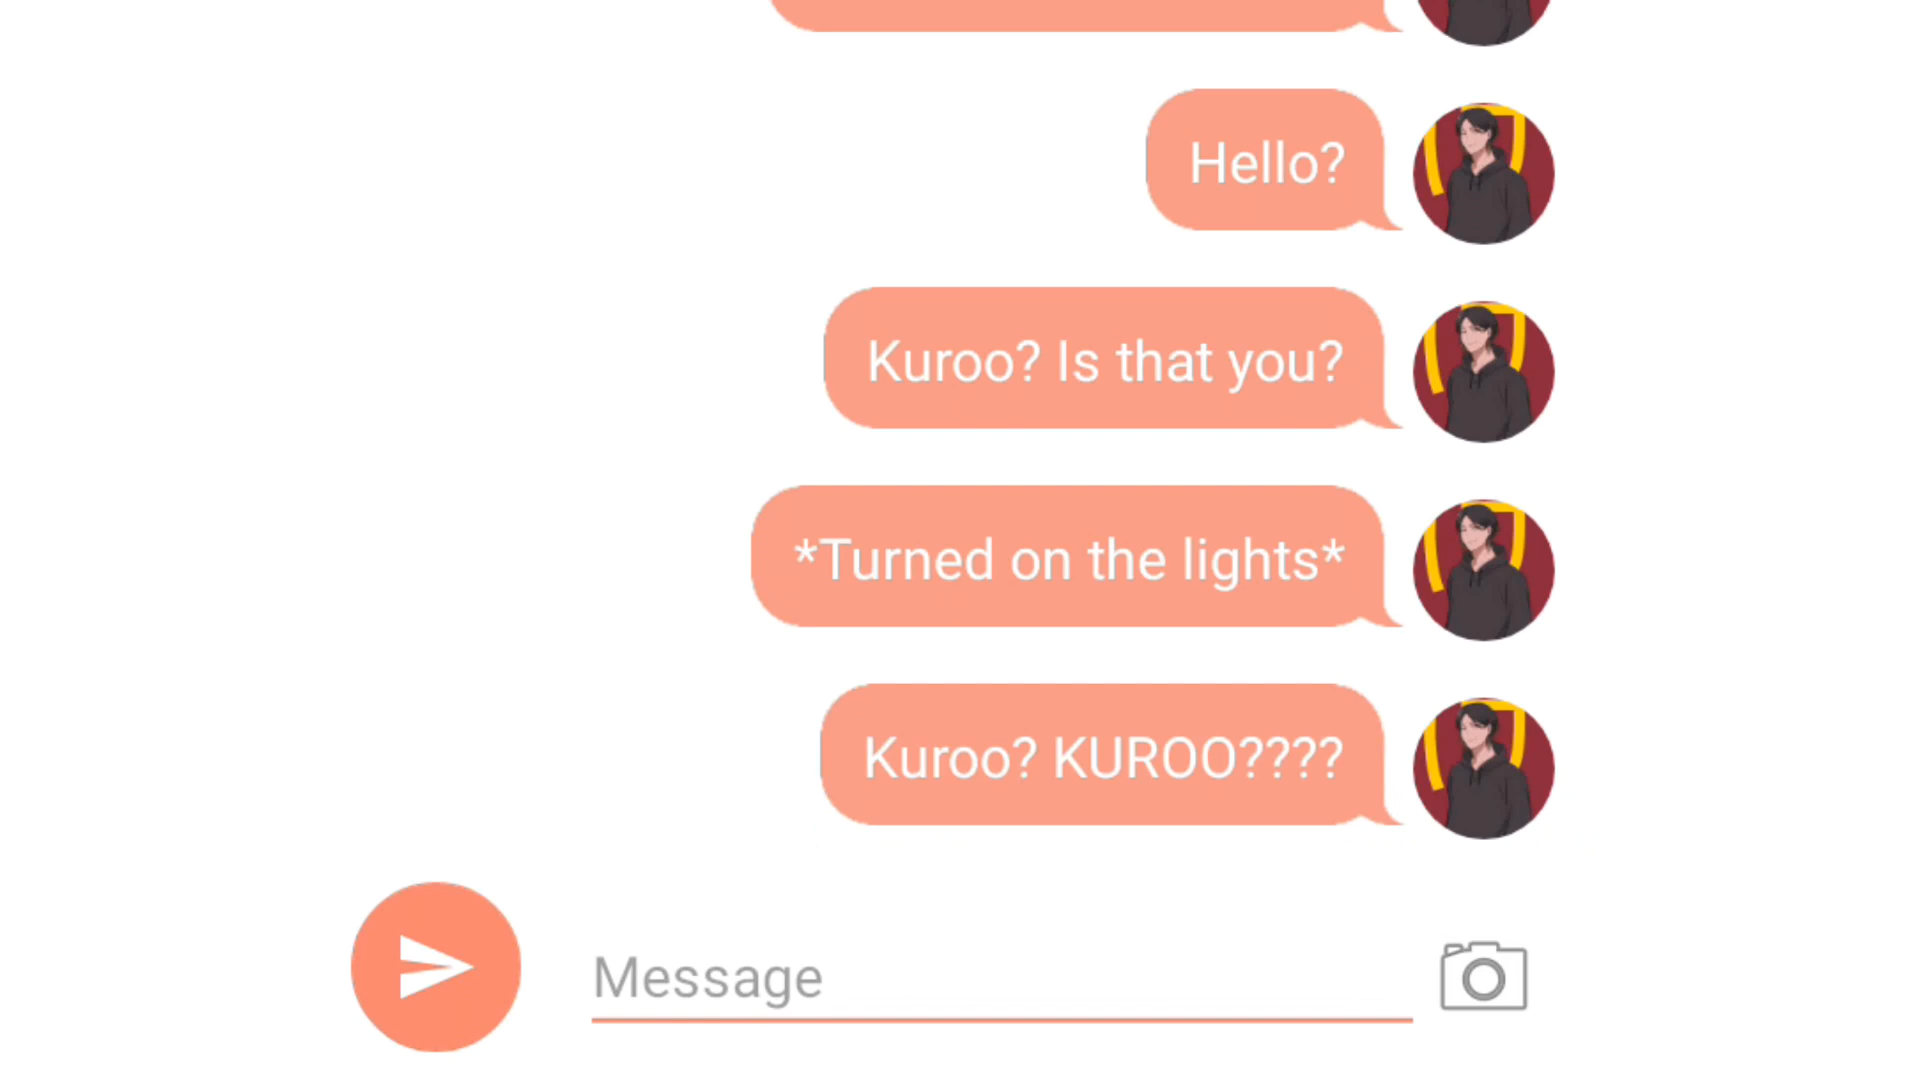 Hello?
Kuroo? Is that you?
*Turned on the lights*
Kuroo? KUROO????
Message